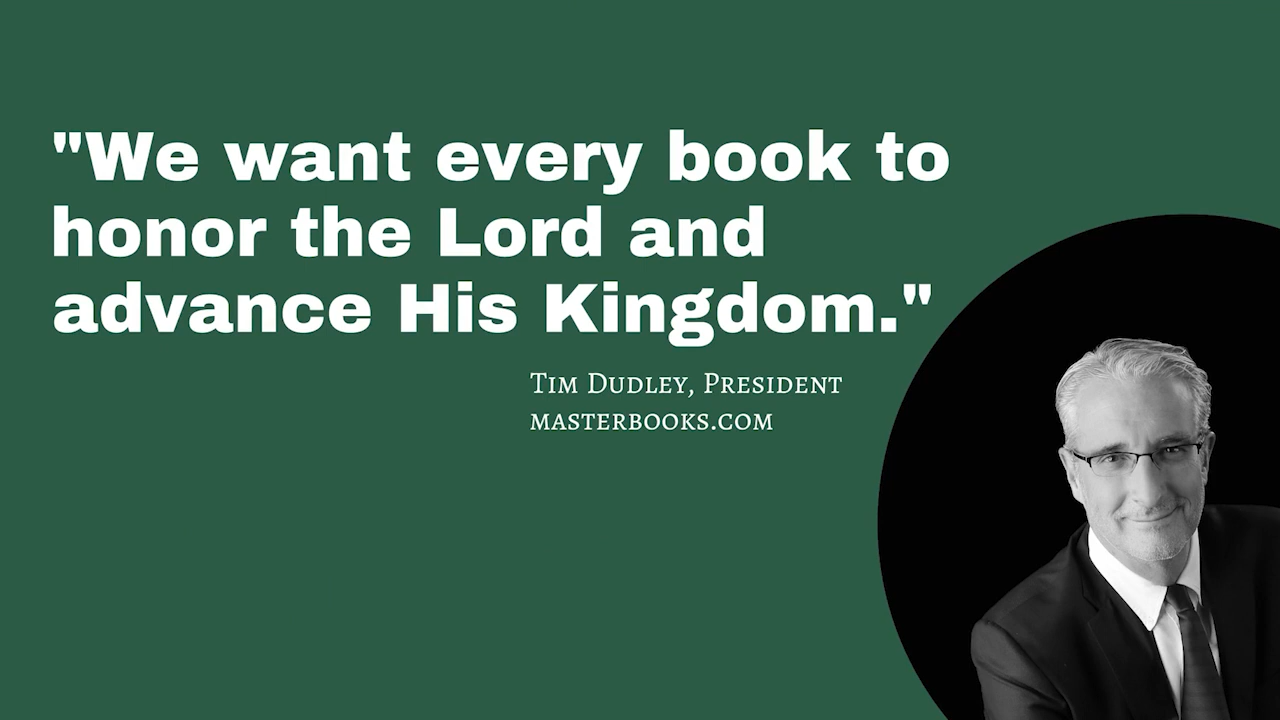 "We want every book to
honor the Lord and
advance His Kingdom."
Tim Dudley, President
masterbooks.com